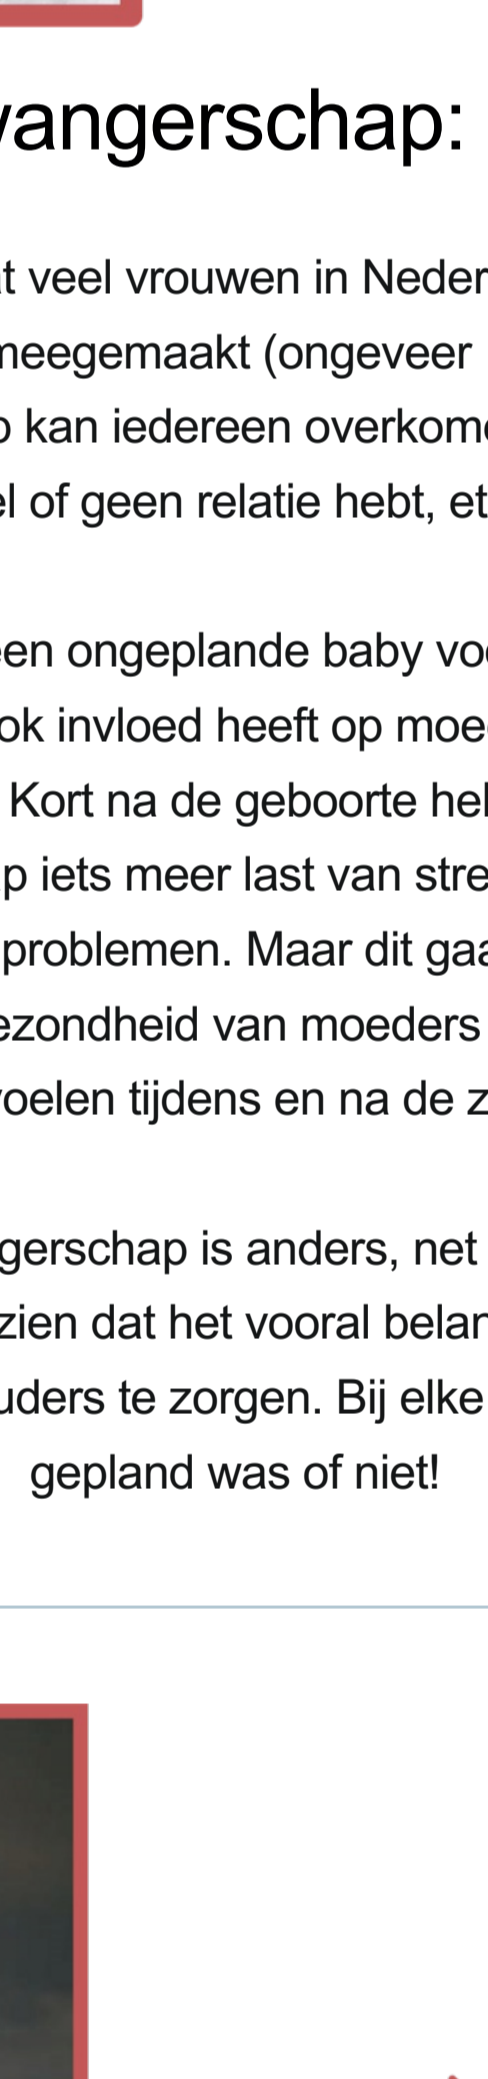 vangerschap:
t veel vrouwen in Neder
meegemaakt (ongeveer
kan iedereen overkom
el of geen relatie hebt, et
een ongeplande baby vo
ok invloed heeft op moe
Kort na de geboorte he
p iets meer last van stre
problemen. Maar dit ga
ezondheid van moeders
voelen tijdens en na de z
gerschap is anders, net
zien dat het vooral belan
uders te zorgen. Bij elke
gepland was of niet!